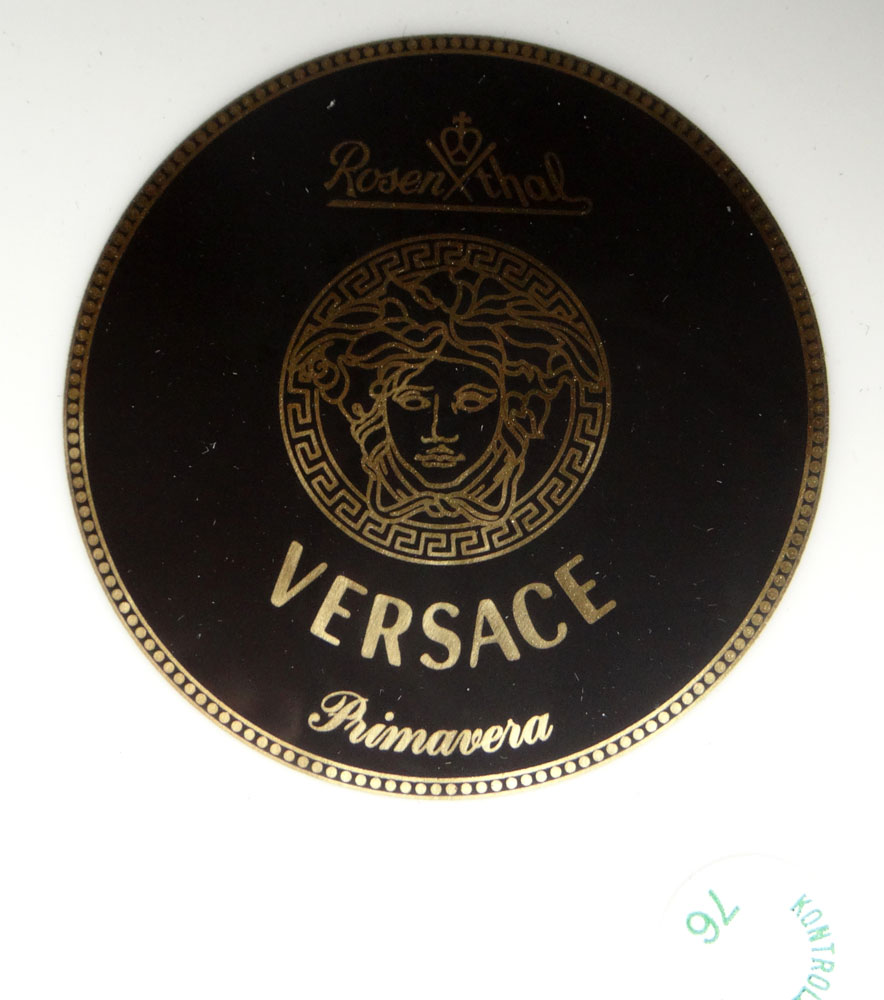 Rosenthal
VERSACE
Primavera
76
KONTROL